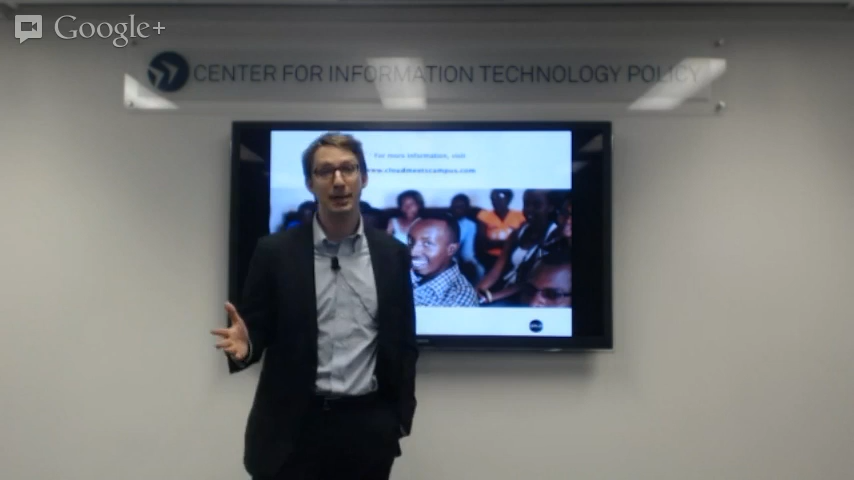 Google+
CENTER FOR INFORMATION TECHNOLOGY POLICY
For more information, visit
www.cloudmeetscampus.com